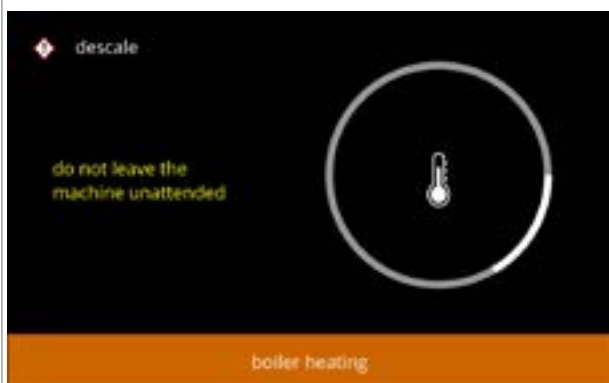 descale
do not leave the
machine unattended
boiler heating